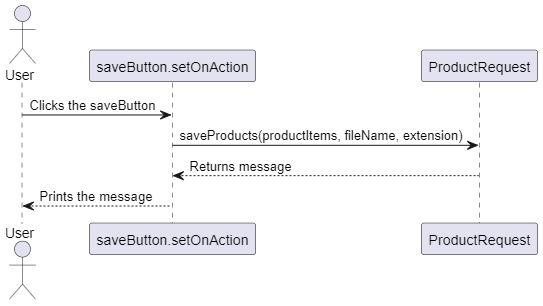 User
saveButton.setOnAction
ProductRequest
Clicks the saveButton
saveProducts(productItems, fileName, extension)
Returns message
Prints the message
User
saveButton.setOnAction
ProductRequest